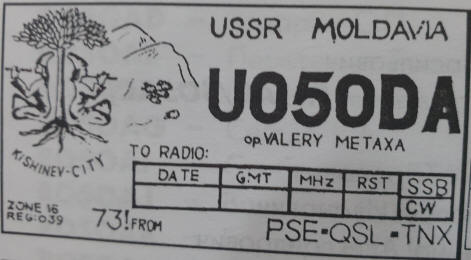 USSR MOLDAVIA
UO50DA
op. VALERY METAXA
KISHINEV-CITY
TO RADIO:
DATE GMT MHz RST SSB
CW
ZONE 16
REG:039
73! FROM
PSE-QSL-TNX